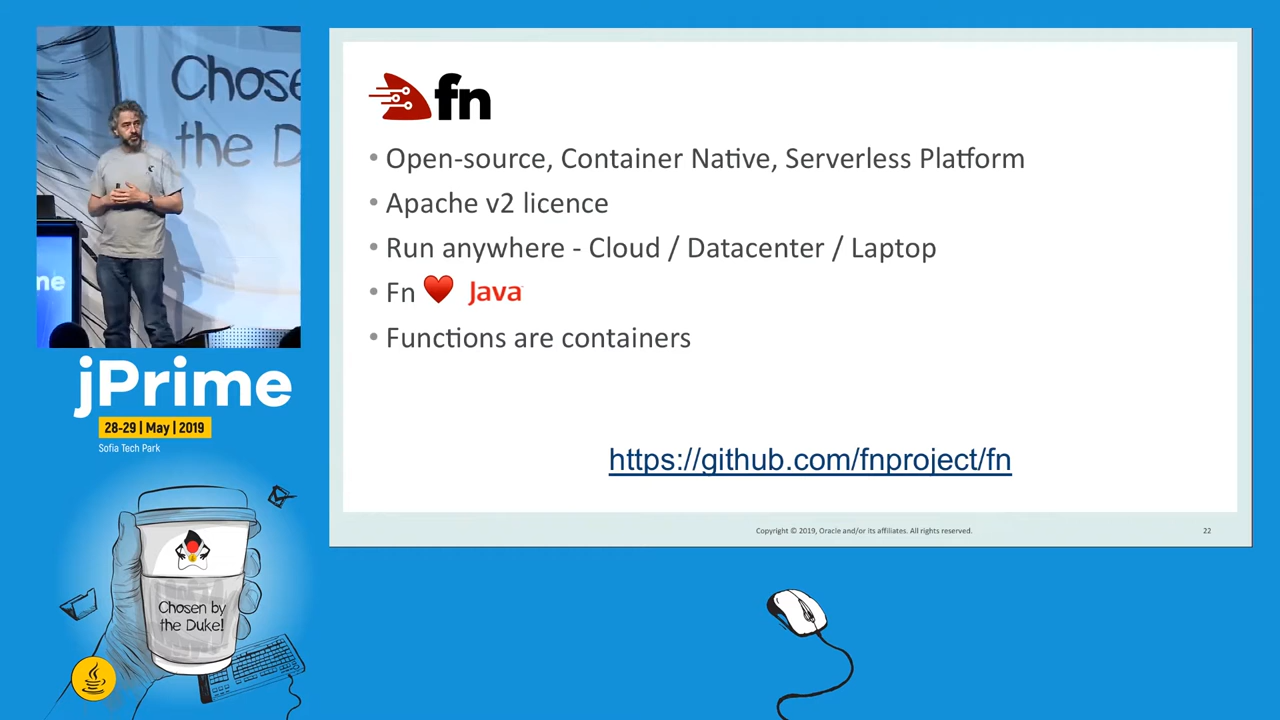 Chose
the D
me
jPrime
28-29 | May | 2019
Sofia Tech Park
Chosen by
the Duke!
fn
• Open-source, Container Native, Serverless Platform
• Apache v2 licence
• Run anywhere - Cloud / Datacenter / Laptop
• Fn ❤ Java
• Functions are containers
https://github.com/fnproject/fn
Copyright © 2019, Oracle and/or its affiliates. All rights reserved.
22